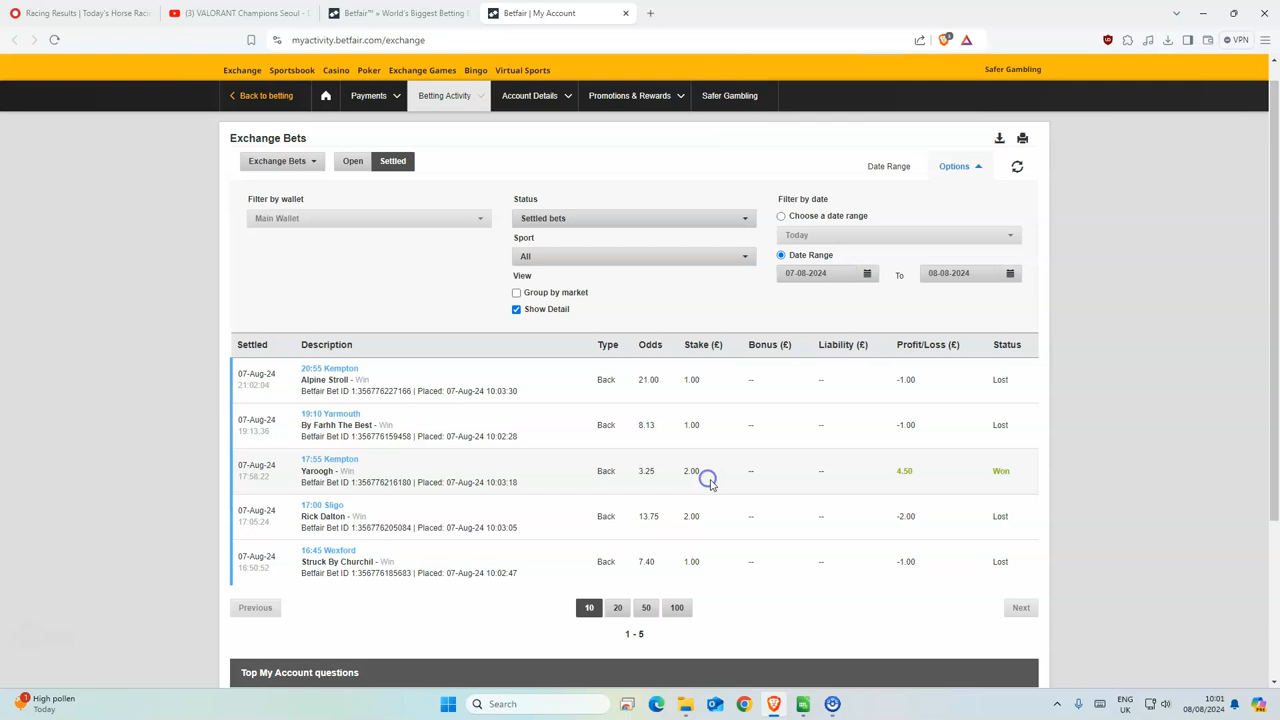 Racing Results | Today's Horse Racin
(3) VALORANT Champions Seoul -
Betfair™ » World's Biggest Betting
Betfair | My Account
myactivity.betfair.com/exchange
VPN
Exchange Sportsbook Casino Poker Exchange Games Bingo Virtual Sports
Safer Gambling
Back to betting Payments Betting Activity Account Details Promotions & Rewards Safer Gambling
Exchange Bets
Exchange Bets Open Settled
Date Range Options
Filter by wallet
Main Wallet
Status
Settled bets
Sport
All
View
Group by market
Show Detail
Filter by date
Choose a date range
Today
Date Range
07-08-2024 To 08-08-2024
Settled Description Type Odds Stake (£) Bonus (£) Liability (£) Profit/Loss (£) Status
20:55 Kempton
07-Aug-24 Alpine Stroll - Win Back 21.00 1.00 -- -- -1.00 Lost
21:02:04 Betfair Bet ID 1:356776227166 | Placed: 07-Aug-24 10:03:30
19:10 Yarmouth
07-Aug-24 By Farhh The Best - Win Back 8.13 1.00 -- -- -1.00 Lost
19:13.36 Betfair Bet ID 1:356776159458 | Placed: 07-Aug-24 10:02:28
17:55 Kempton
07-Aug-24 Yaroogh - Win Back 3.25 2.00 -- -- 4.50 Won
17:58.22 Betfair Bet ID 1:356776216180 | Placed: 07-Aug-24 10:03:18
17:00 Sligo
07-Aug-24 Rick Dalton - Win Back 13.75 2.00 -- -- -2.00 Lost
17:05:24 Betfair Bet ID 1:356776205084 | Placed: 07-Aug-24 10:03:05
16:45 Wexford
07-Aug-24 Struck By Churchil - Win Back 7.40 1.00 -- -- -1.00 Lost
16:50:52 Betfair Bet ID 1:356776185683 | Placed: 07-Aug-24 10:02:47
Previous 10 20 50 100 Next
1 - 5
Top My Account questions
High pollen
Today
Search
ENG
UK
10:01
08/08/2024